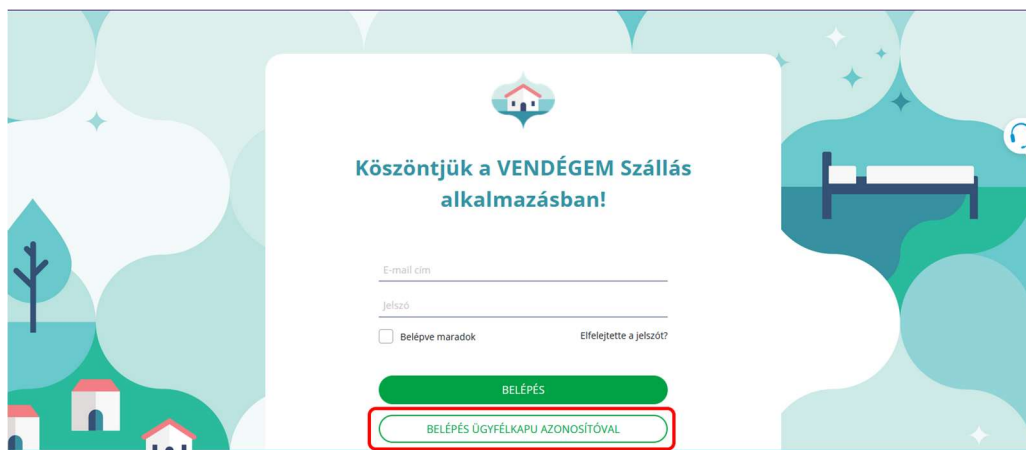 Köszöntjük a VENDÉGEM Szállás
alkalmazásban!
E-mail cím
Jelszó
Belépve maradok
Elfelejtette a jelszót?
BELÉPÉS
BELÉPÉS ÜGYFÉLKAPU AZONOSÍTÓVAL